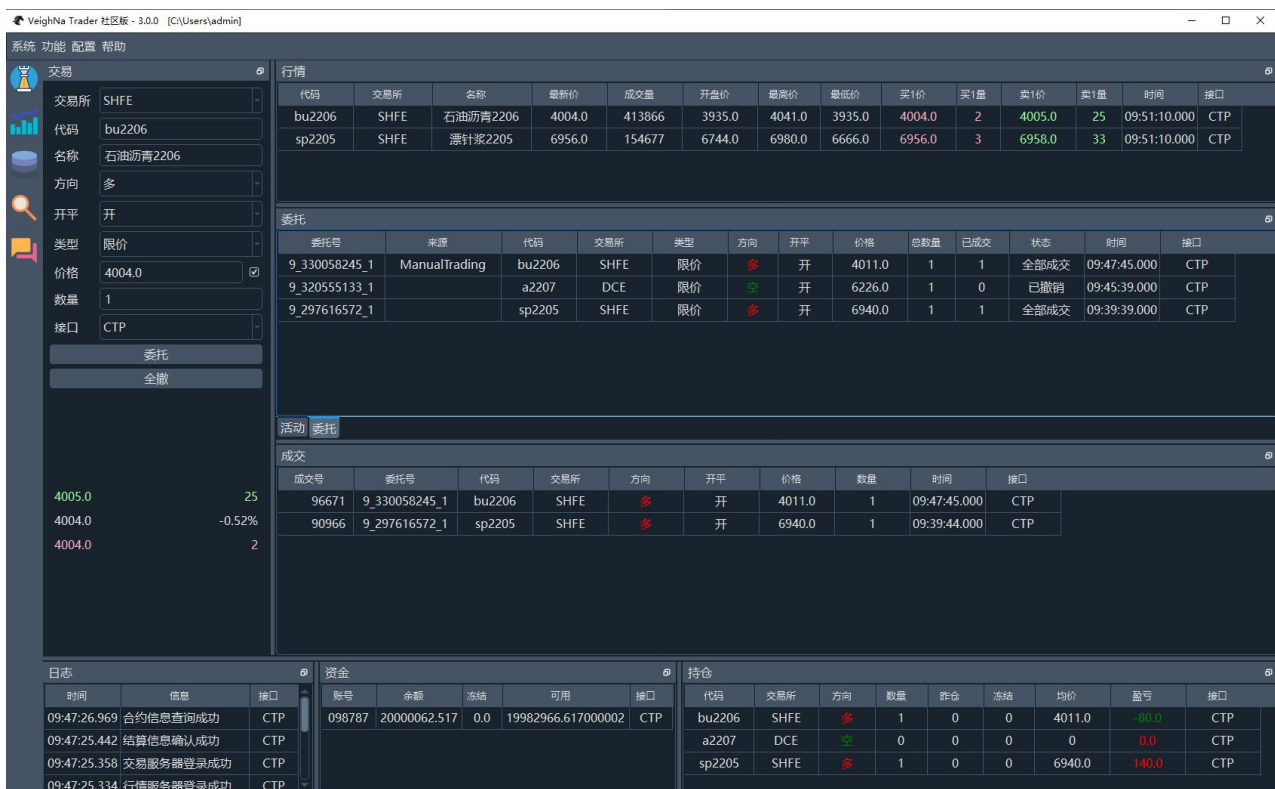 VeighNa Trader 社区版 - 3.0.0 [C:\Users\admin]
系统 功能 配置 帮助
交易
交易所 SHFE
代码 bu2206
名称 石油沥青2206
方向 多
开平 开
类型 限价
价格 4004.0
数量 1
接口 CTP
委托
全撤
4005.0 25
4004.0 -0.52%
4004.0 2
行情
代码 交易所 名称 最新价 成交量 开盘价 最高价 最低价 买1价 买1量 卖1价 卖1量 时间 接口
bu2206 SHFE 石油沥青2206 4004.0 413866 3935.0 4041.0 3935.0 4004.0 2 4005.0 25 09:51:10.000 CTP
sp2205 SHFE 漂针浆2205 6956.0 154677 6744.0 6980.0 6666.0 6956.0 3 6958.0 33 09:51:10.000 CTP
委托
委托号 来源 代码 交易所 类型 方向 开平 价格 总数量 已成交 状态 时间 接口
9_330058245_1 ManualTrading bu2206 SHFE 限价 多 开 4011.0 1 1 全部成交 09:47:45.000 CTP
9_320555133_1 a2207 DCE 限价 空 开 6226.0 1 0 已撤销 09:45:39.000 CTP
9_297616572_1 sp2205 SHFE 限价 多 开 6940.0 1 1 全部成交 09:39:39.000 CTP
活动 委托
成交
成交号 委托号 代码 交易所 方向 开平 价格 数量 时间 接口
96671 9_330058245_1 bu2206 SHFE 多 开 4011.0 1 09:47:45.000 CTP
90966 9_297616572_1 sp2205 SHFE 多 开 6940.0 1 09:39:44.000 CTP
日志
时间 信息 接口
09:47:26.969 合约信息查询成功 CTP
09:47:25.442 结算信息确认成功 CTP
09:47:25.358 交易服务器登录成功 CTP
09:47:25.334 行情服务器登录成功 CTP
资金
账号 余额 冻结 可用 接口
098787 20000062.517 0.0 19982966.617000002 CTP
持仓
代码 交易所 方向 数量 昨仓 冻结 均价 盈亏 接口
bu2206 SHFE 多 1 0 0 4011.0 -80.0 CTP
a2207 DCE 空 0 0 0 0 0.0 CTP
sp2205 SHFE 多 1 0 0 6940.0 140.0 CTP